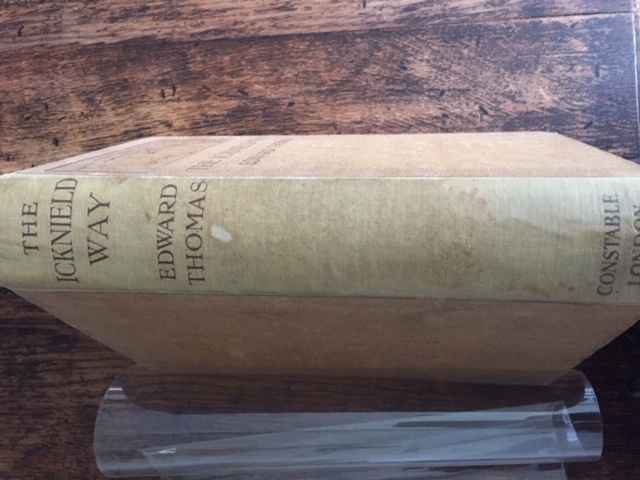 THE
ICKNIELD
WAY
EDWARD
THOMAS
CONSTABLE
LONDON